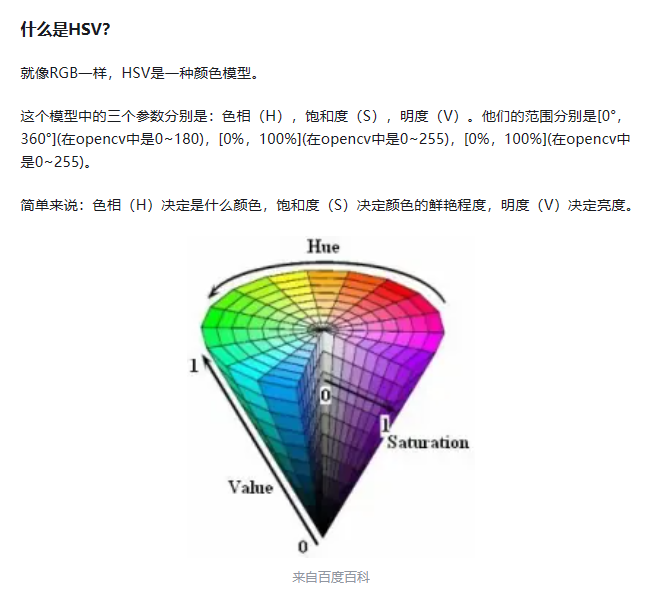 什么是HSV?
就像RGB一样，HSV是一种颜色模型。
这个模型中的三个参数分别是：色相（H），饱和度（S），明度（V）。他们的范围分别是[0°，
360°](在opencv中是0~180)，[0%，100%](在opencv中是0~255)，[0%，100%](在opencv中
是0~255)。
简单来说：色相（H）决定是什么颜色，饱和度（S）决定颜色的鲜艳程度，明度（V）决定亮度。
Hue
1
0
1
Saturation
Value
0
来自百度百科